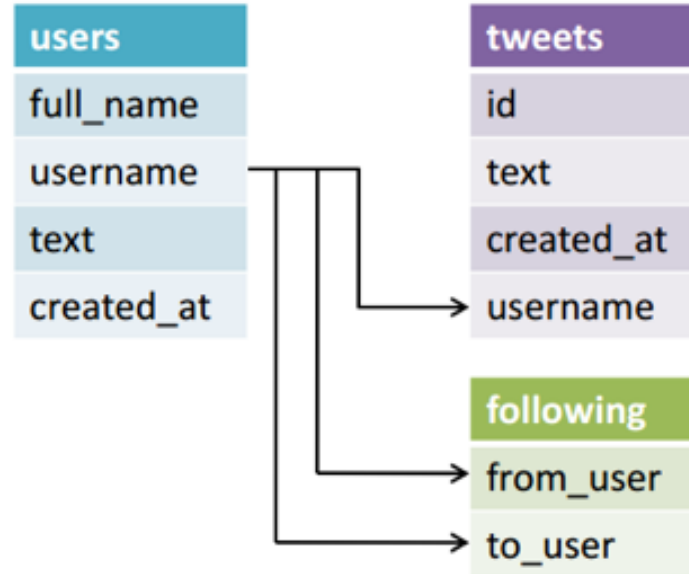 users
full_name
username
text
created_at
tweets
id
text
created_at
username
following
from_user
to_user